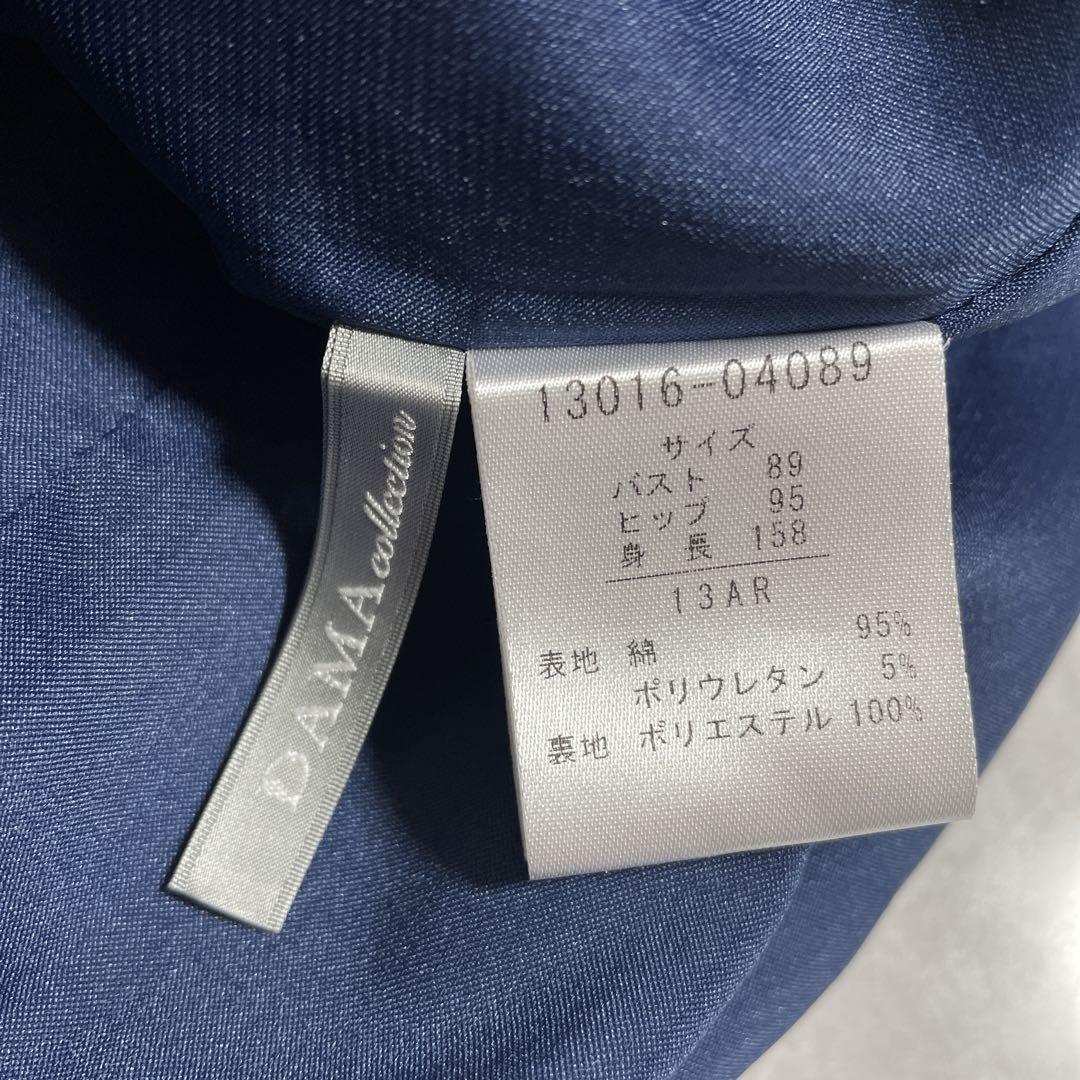 DAMA collection
13016-04089
サイズ
バスト 89
ヒップ 95
身長 158
13AR
表地 綿 95%
ポリウレタン 5%
裏地 ポリエステル 100%